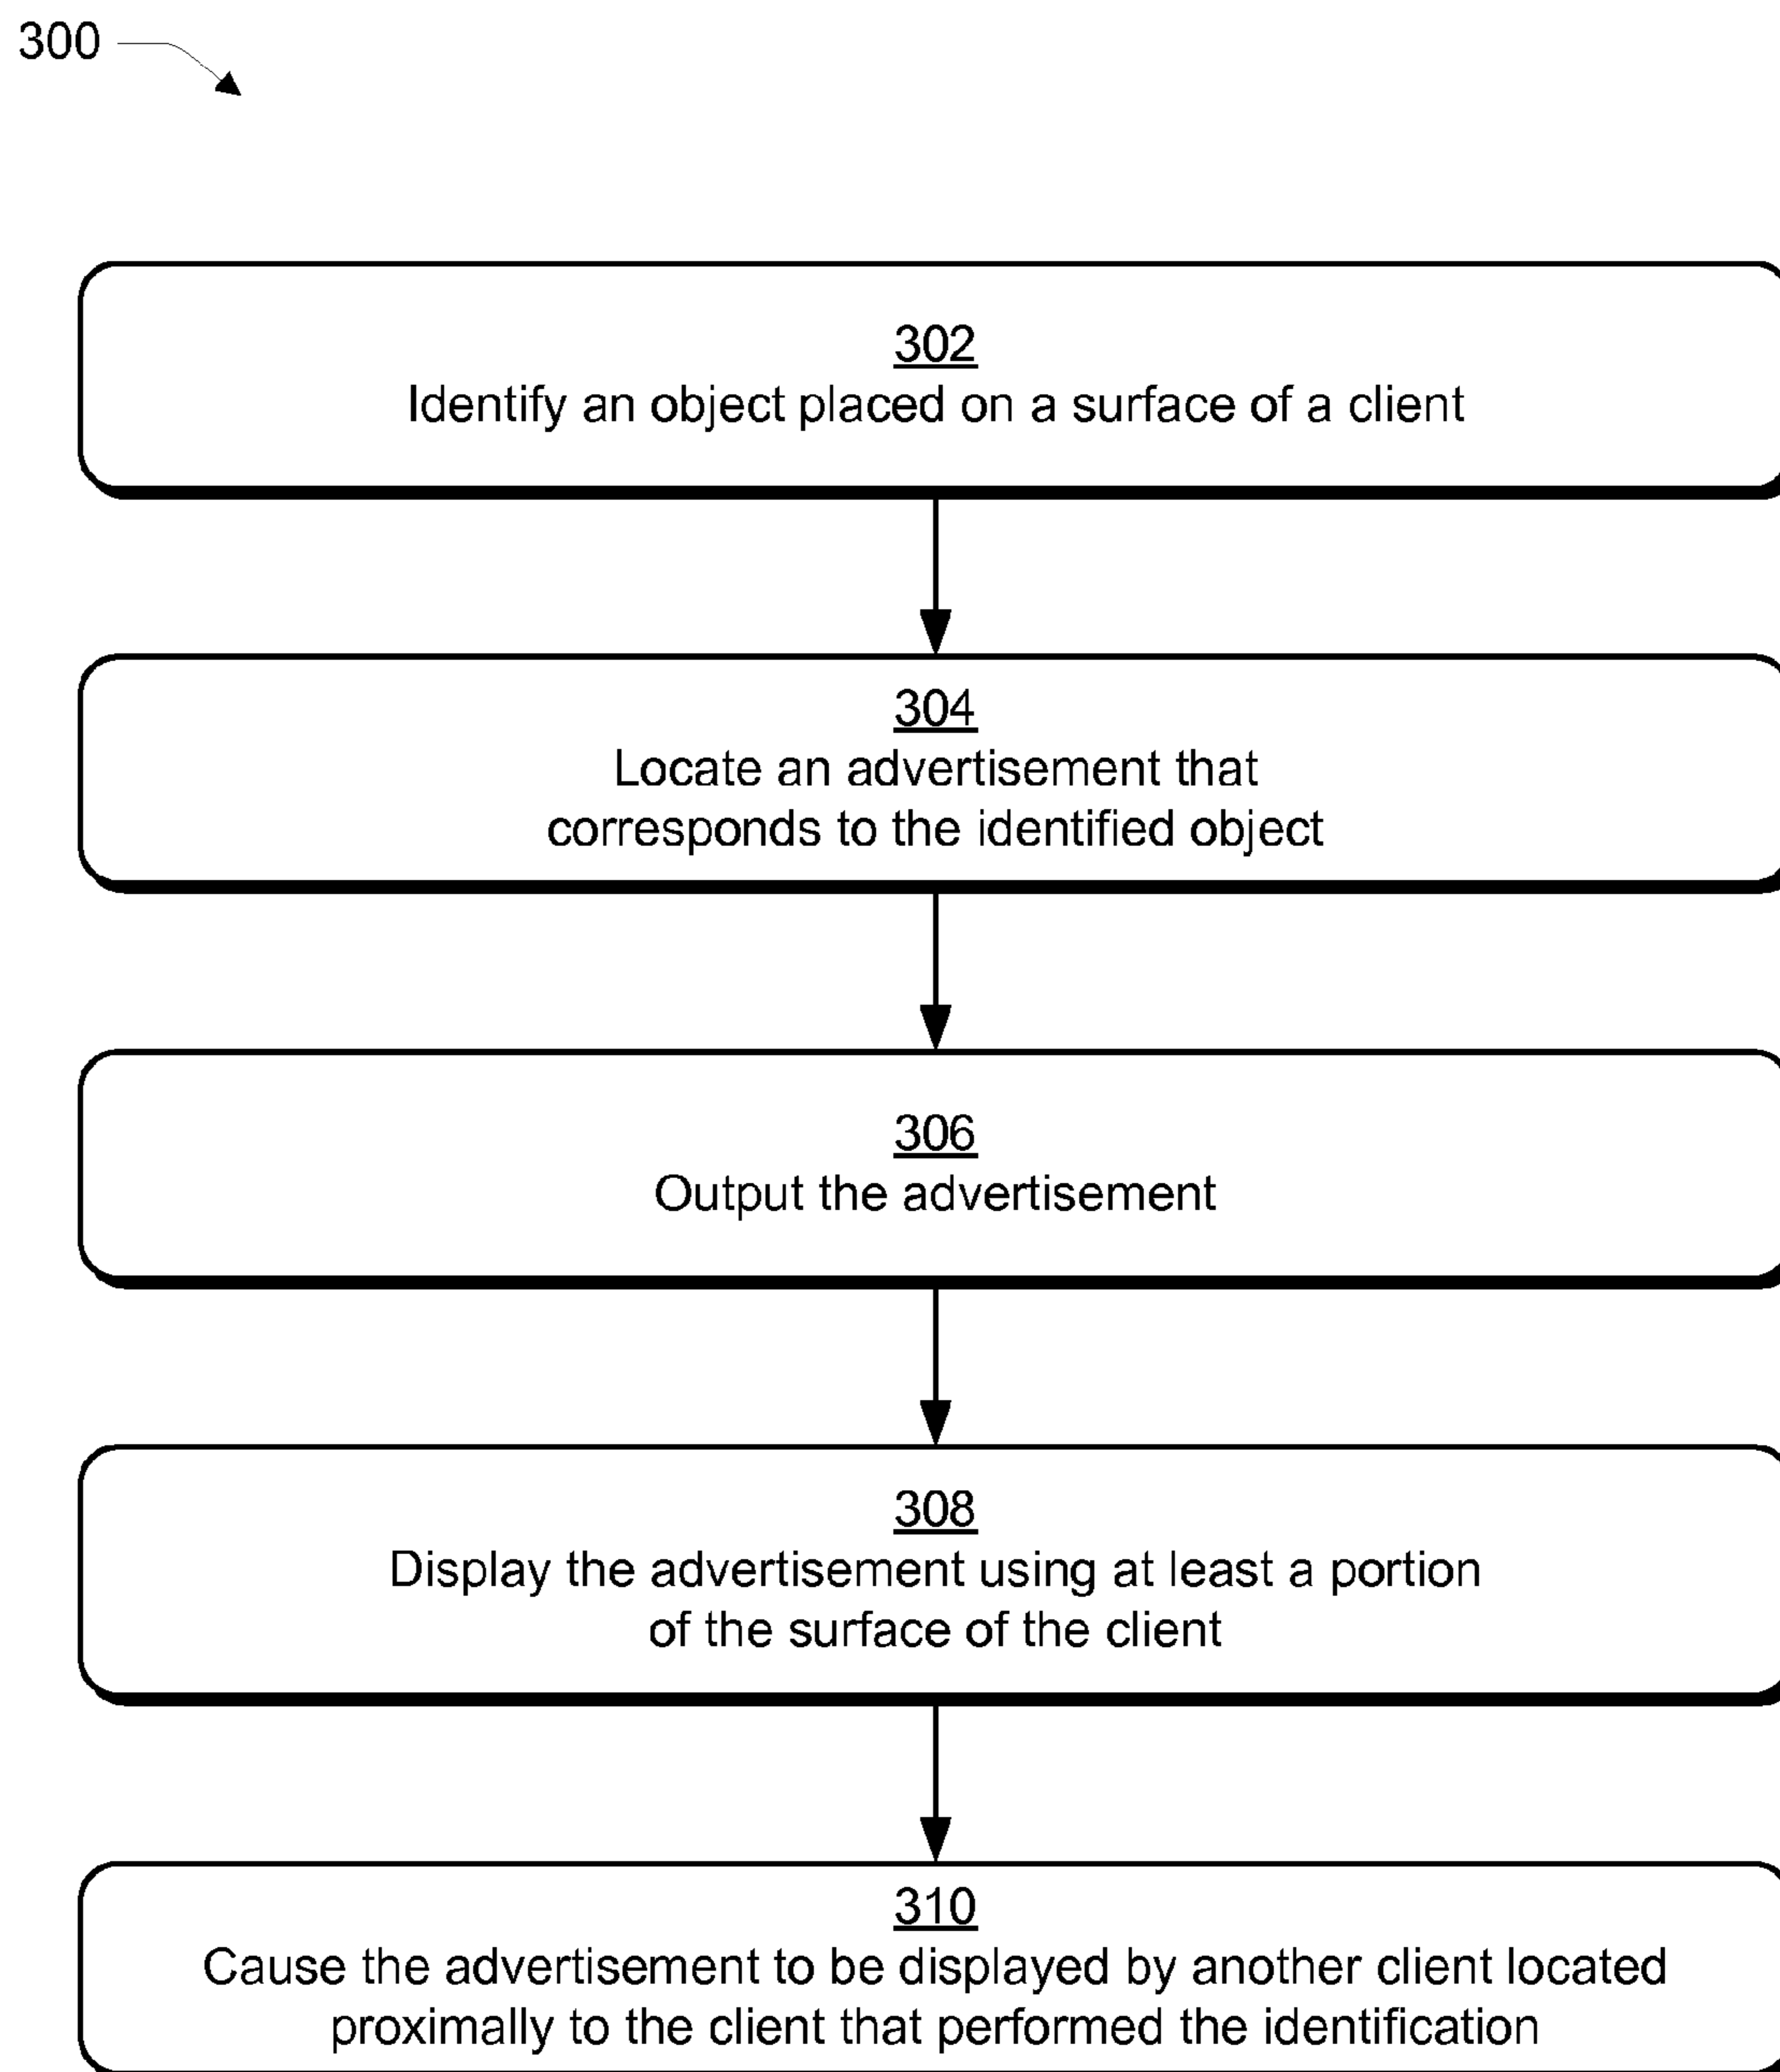 300
302
Identify an object placed on a surface of a client
304
Locate an advertisement that
corresponds to the identified object
306
Output the advertisement
308
Display the advertisement using at least a portion
of the surface of the client
310
Cause the advertisement to be displayed by another client located
proximally to the client that performed the identification